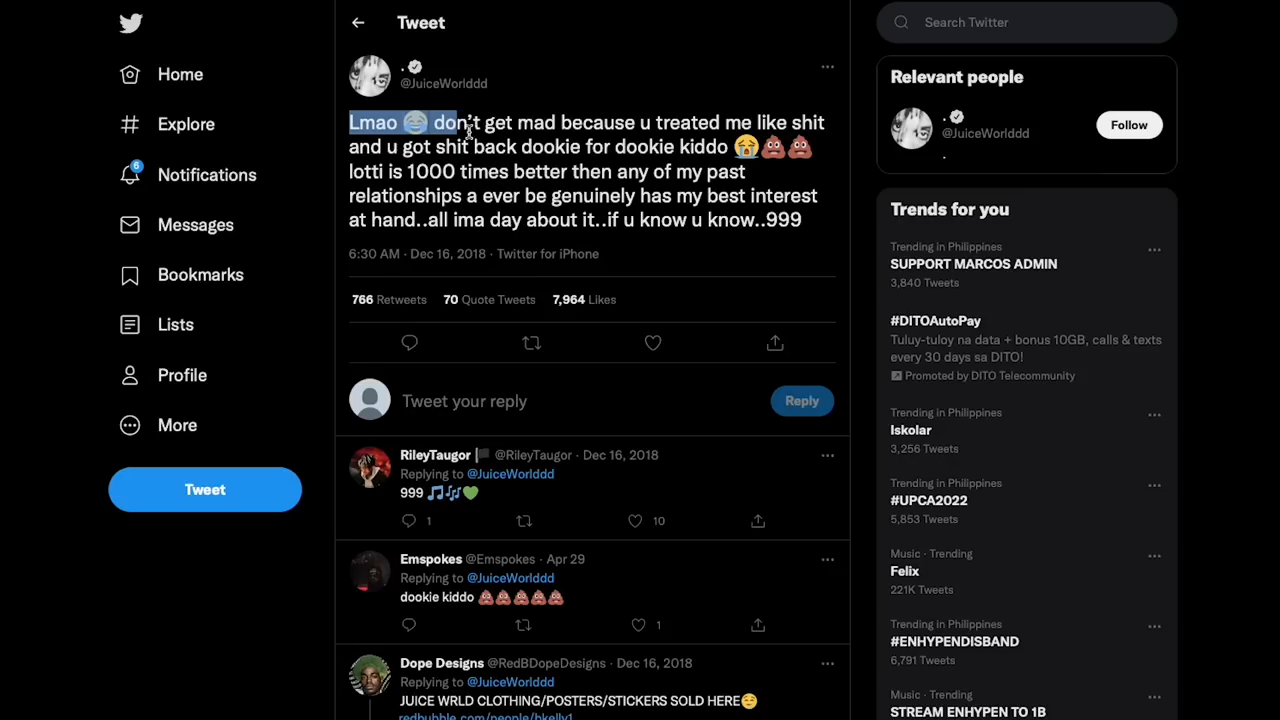 Tweet
Search Twitter
Home
Explore
6
Notifications
Messages
Bookmarks
Lists
Profile
More
Tweet
.
@JuiceWorlddd
Lmao 😂 don't get mad because u treated me like shit
and u got shit back dookie for dookie kiddo 😭💩💩
lotti is 1000 times better then any of my past
relationships a ever be genuinely has my best interest
at hand..all ima day about it..if u know u know..999
6:30 AM · Dec 16, 2018 · Twitter for iPhone
766 Retweets 70 Quote Tweets 7,964 Likes
Tweet your reply
Reply
RileyTaugor 🏴 @RileyTaugor · Dec 16, 2018
Replying to @JuiceWorlddd
999 🎵🎶💚
1 10
Emspokes @Emspokes · Apr 29
Replying to @JuiceWorlddd
dookie kiddo 💩💩💩💩💩
1
Dope Designs @RedBDopeDesigns · Dec 16, 2018
Replying to @JuiceWorlddd
JUICE WRLD CLOTHING/POSTERS/STICKERS SOLD HERE☺️
redbubble.com/people/bkelly1
Relevant people
.
@JuiceWorlddd
Follow
.
Trends for you
Trending in Philippines
SUPPORT MARCOS ADMIN
3,840 Tweets
#DITOAutoPay
Tuluy-tuloy na data + bonus 10GB, calls & texts
every 30 days sa DITO!
Promoted by DITO Telecommunity
Trending in Philippines
Iskolar
3,256 Tweets
Trending in Philippines
#UPCA2022
5,853 Tweets
Music · Trending
Felix
221K Tweets
Trending in Philippines
#ENHYPENDISBAND
6,791 Tweets
Music · Trending
STREAM ENHYPEN TO 1B